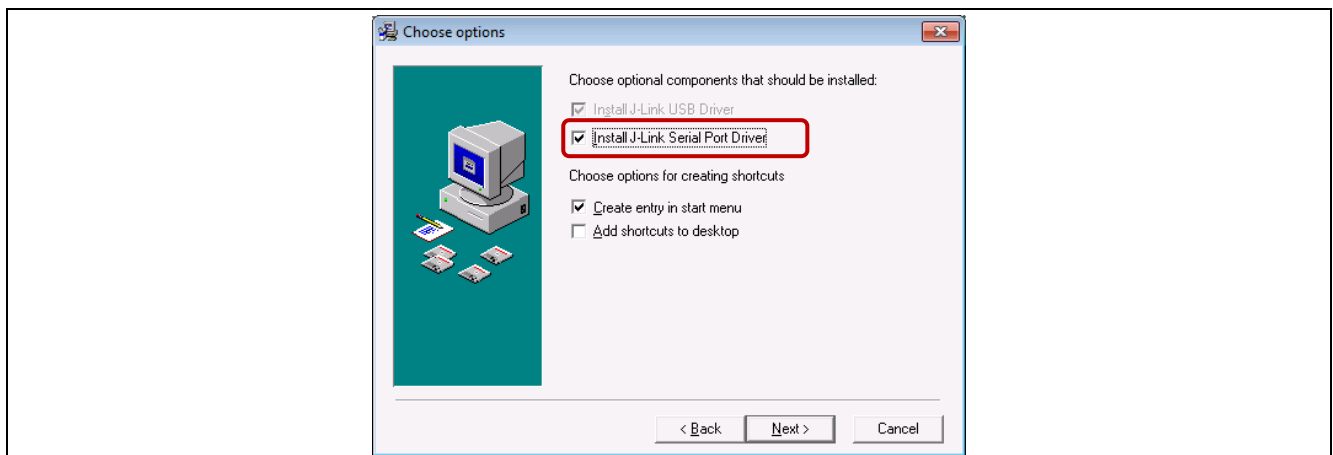 Choose options
Choose optional components that should be installed:
Install J-Link USB Driver
Install J-Link Serial Port Driver
Choose options for creating shortcuts
Create entry in start menu
Add shortcuts to desktop
< Back Next > Cancel